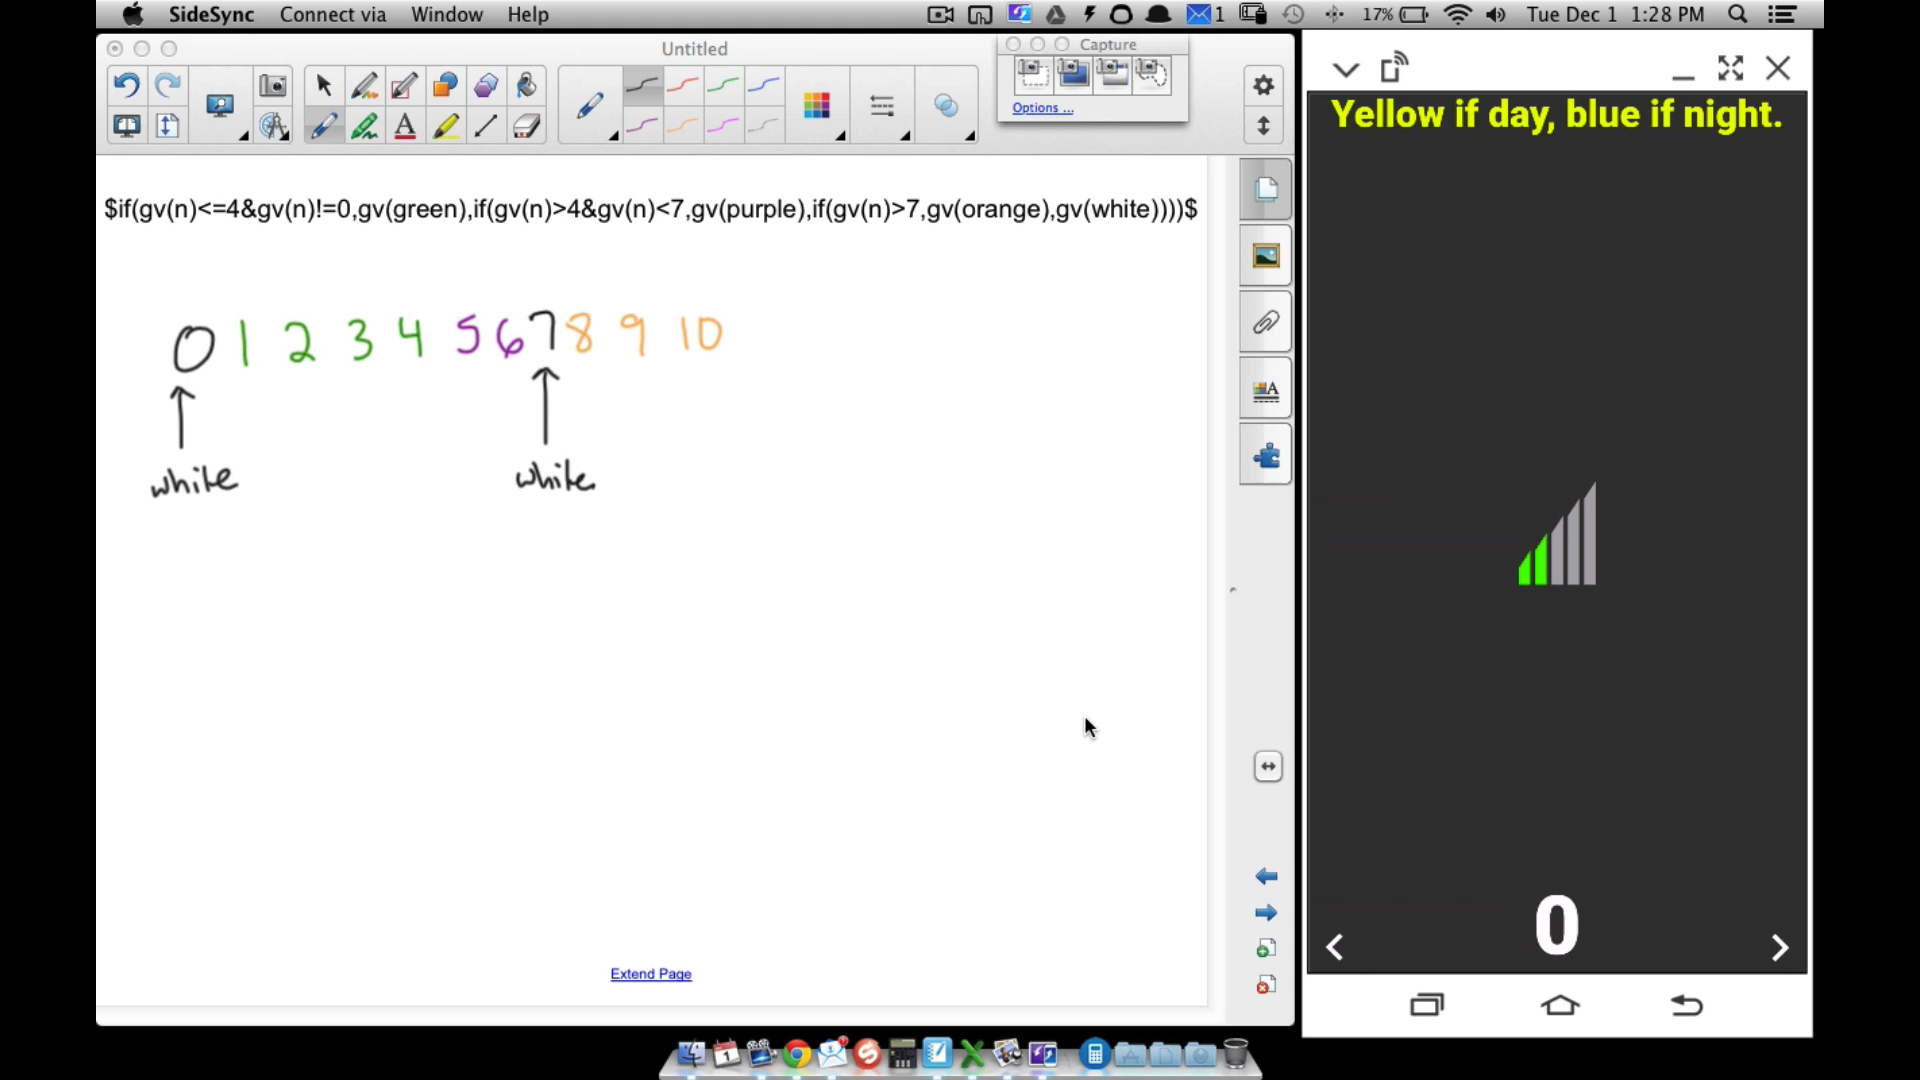 SideSync Connect via Window Help 1 17% Tue Dec 1 1:28 PM
Untitled
Capture
Options ...
$if(gv(n)<=4&gv(n)!=0,gv(green),if(gv(n)>4&gv(n)<7,gv(purple),if(gv(n)>7,gv(orange),gv(white))))$
0 1 2 3 4 5 6 7 8 9 10
white white
Extend Page
Yellow if day, blue if night.
0